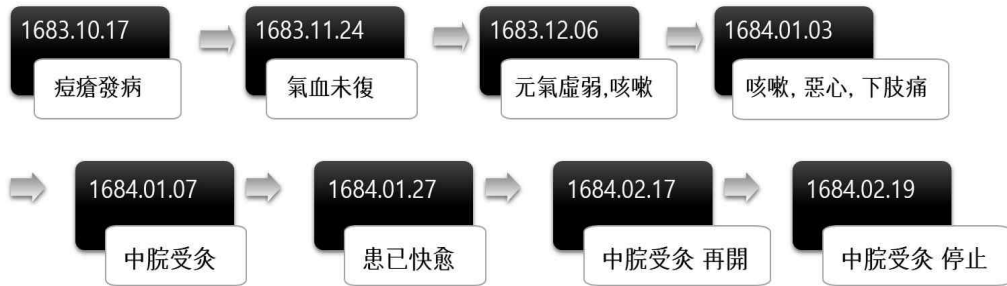 1683.10.17
痘瘡發病
1683.11.24
氣血未復
1683.12.06
元氣虛弱,咳嗽
1684.01.03
咳嗽, 惡心, 下肢痛
1684.01.07
中脘受灸
1684.01.27
患已快愈
1684.02.17
中脘受灸 再開
1684.02.19
中脘受灸 停止